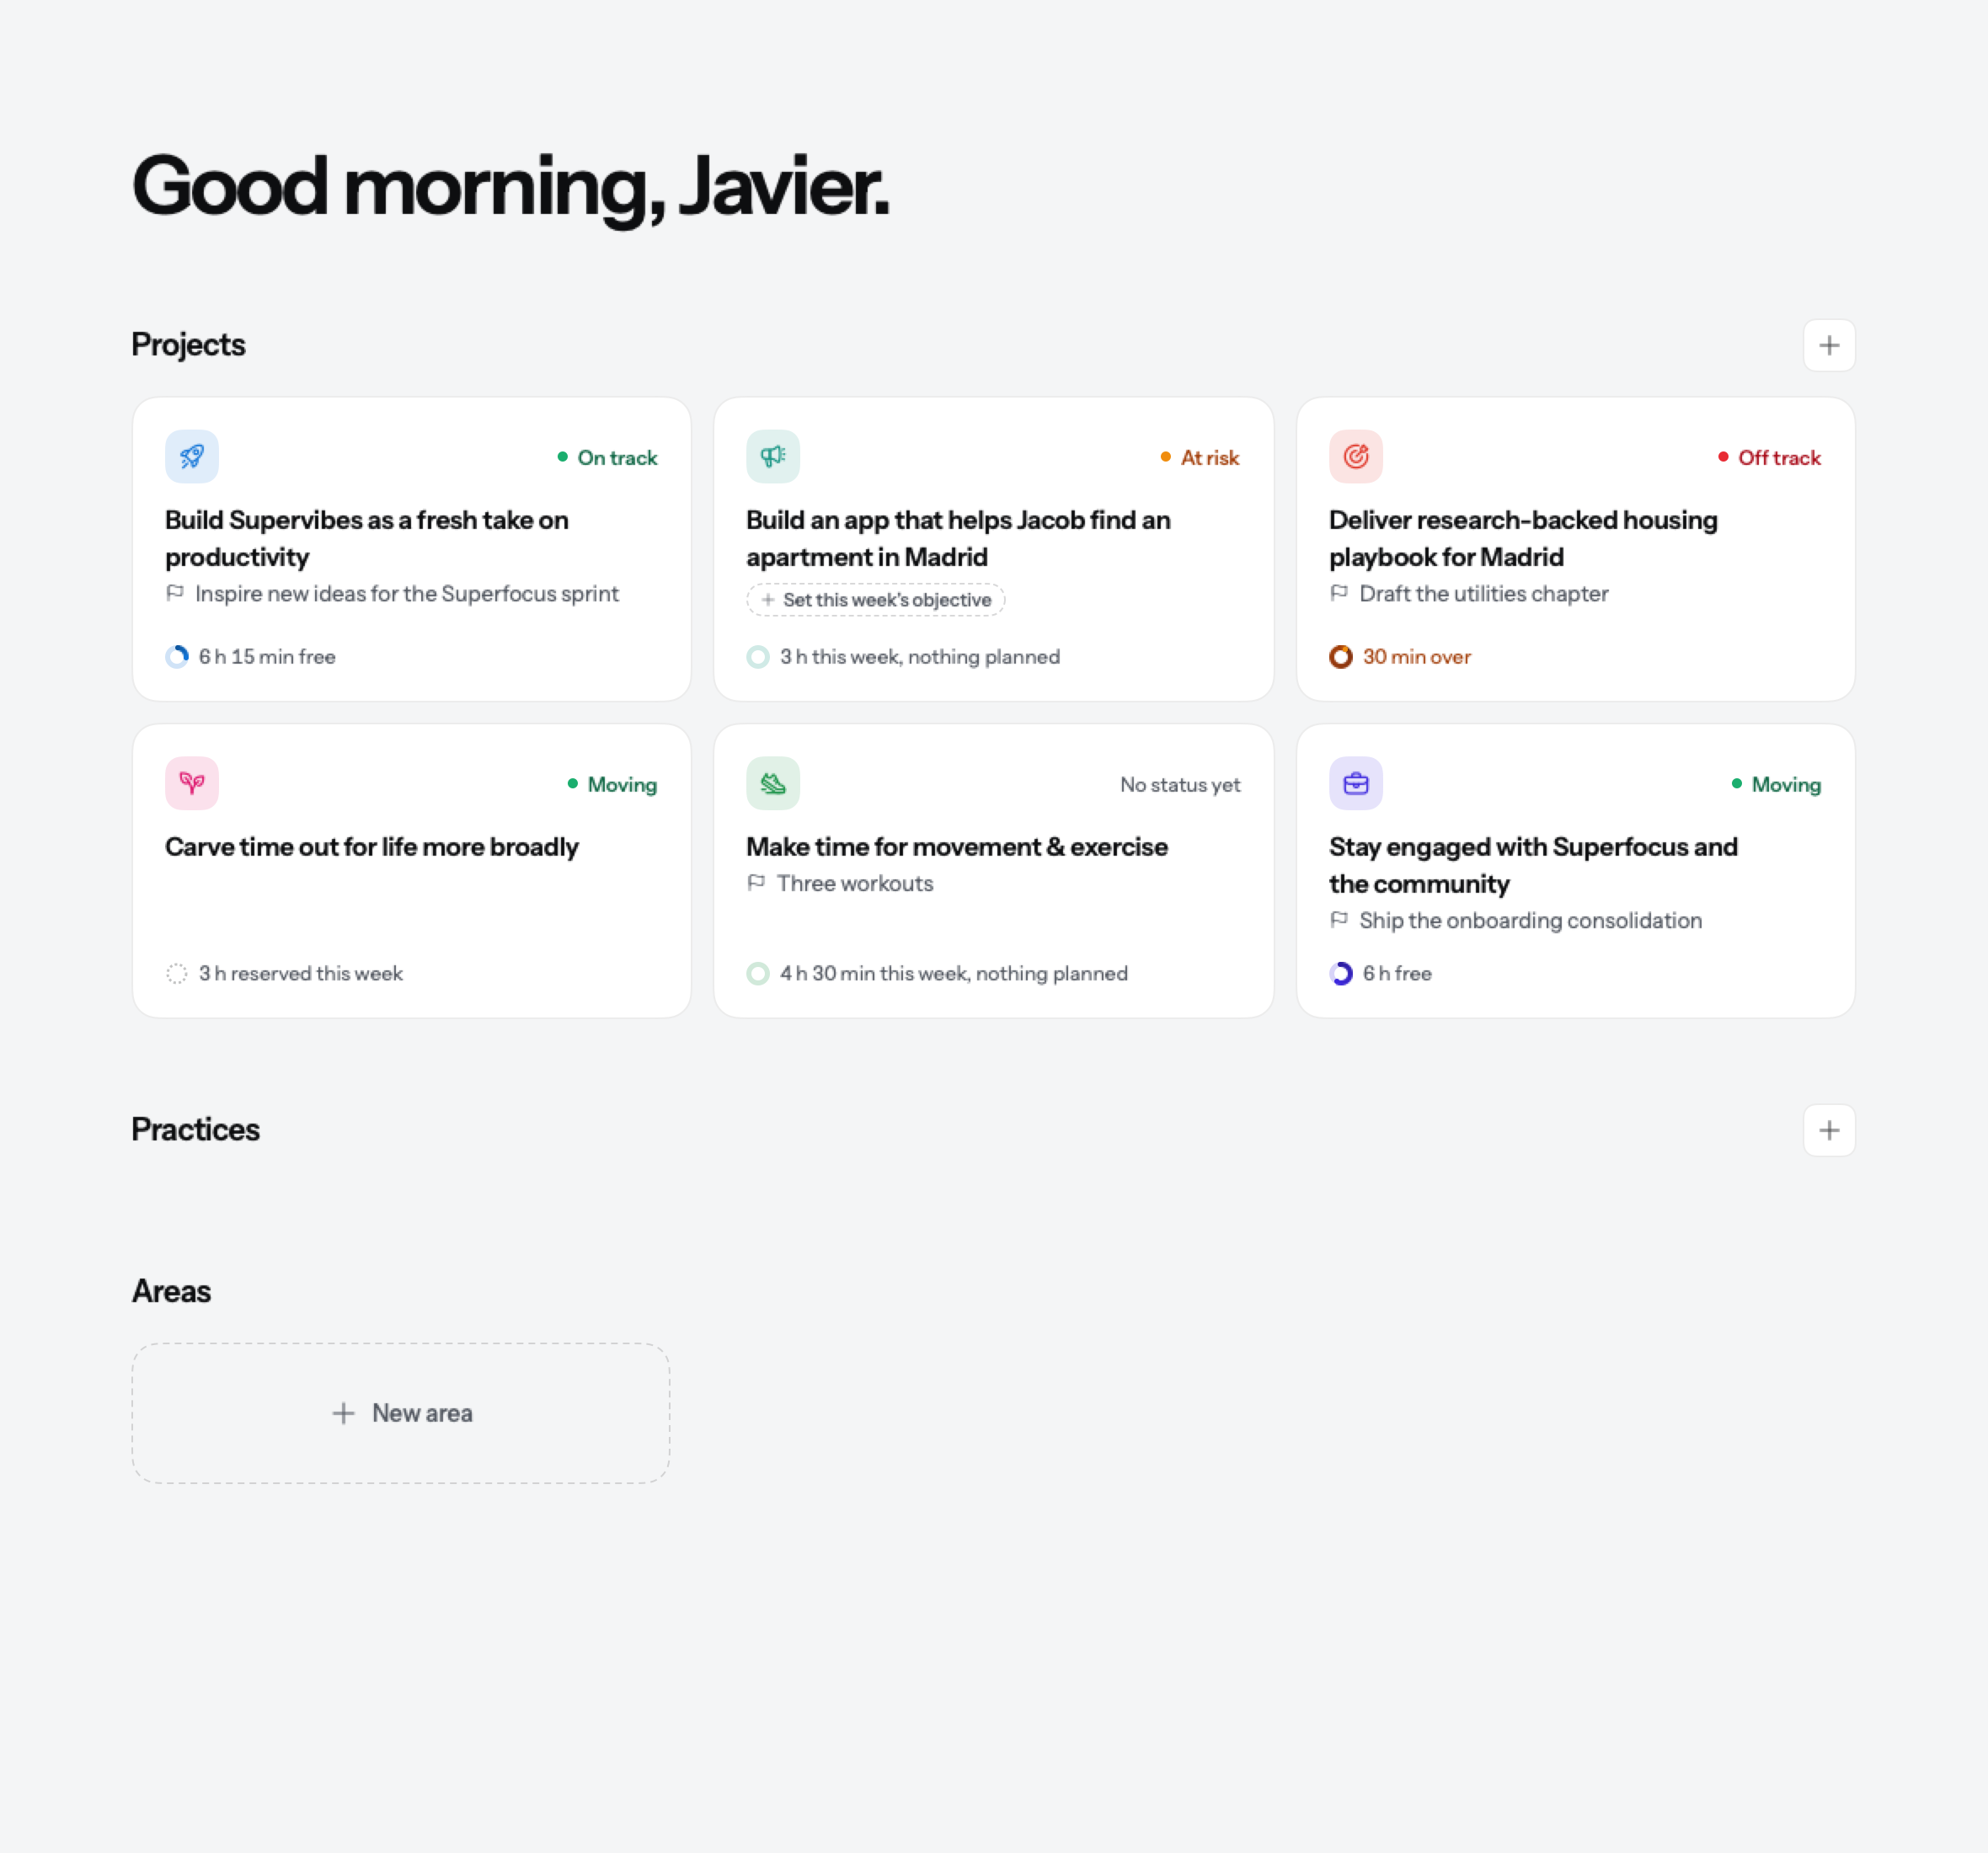 Good morning, Javier.
Projects
On track
Build Supervibes as a fresh take on
productivity
Inspire new ideas for the Superfocus sprint
6 h 15 min free
At risk
Build an app that helps Jacob find an
apartment in Madrid
+ Set this week's objective
3 h this week, nothing planned
Off track
Deliver research-backed housing
playbook for Madrid
Draft the utilities chapter
30 min over
Moving
Carve time out for life more broadly
3 h reserved this week
No status yet
Make time for movement & exercise
Three workouts
4 h 30 min this week, nothing planned
Moving
Stay engaged with Superfocus and
the community
Ship the onboarding consolidation
6 h free
Practices
Areas
+ New area